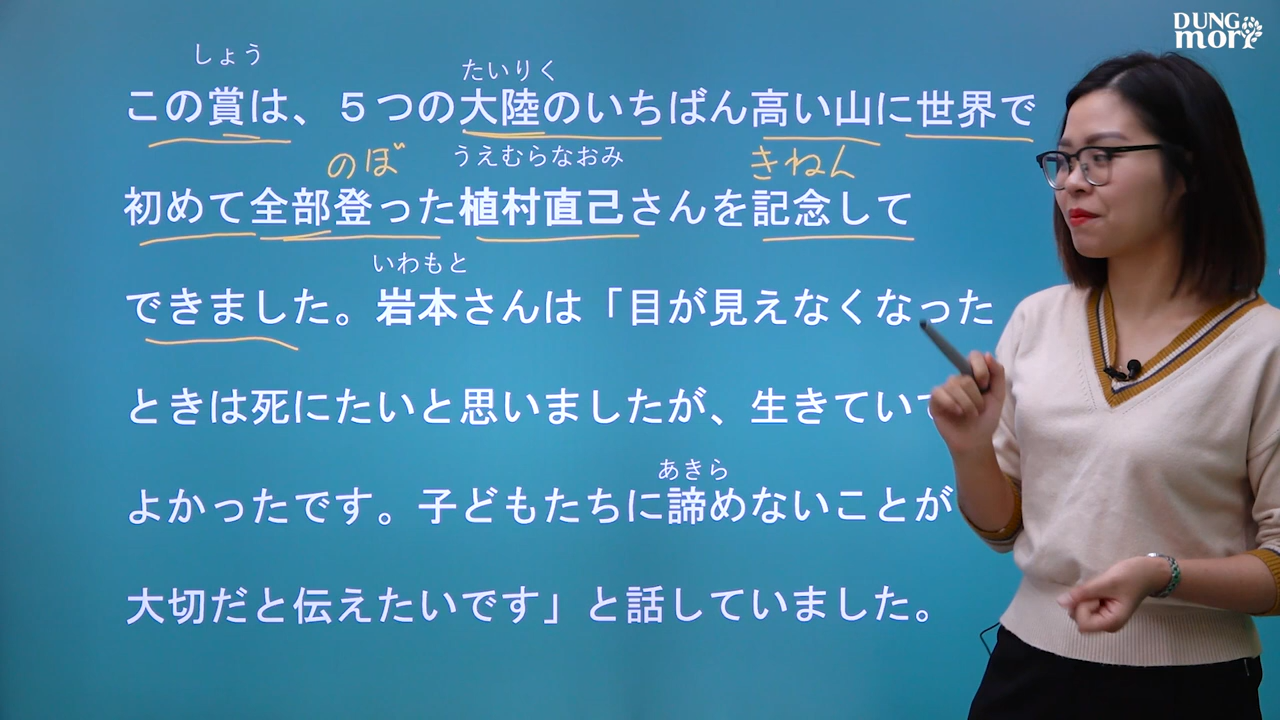 DUNG
mori
しょう
たいりく
この賞は、５つの大陸のいちばん高い山に世界で
のぼ
うえむらなおみ
きねん
初めて全部登った植村直己さんを記念して
いわもと
できました。岩本さんは「目が見えなくなった
ときは死にたいと思いましたが、生きてい
あきら
よかったです。子どもたちに諦めないことが
大切だと伝えたいです」と話していました。